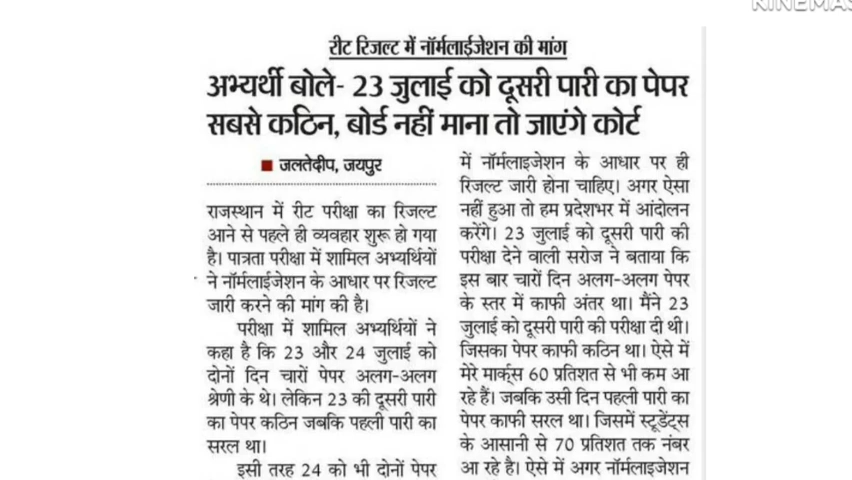 KINEMAS
रीट रिजल्ट में नॉर्मलाईजेशन की मांग
अभ्यर्थी बोले- 23 जुलाई को दूसरी पारी का पेपर
सबसे कठिन, बोर्ड नहीं माना तो जाएंगे कोर्ट
■ जलतेदीप, जयपुर
राजस्थान में रीट परीक्षा का रिजल्ट
आने से पहले ही व्यवहार शुरू हो गया
है। पात्रता परीक्षा में शामिल अभ्यर्थियों
ने नॉर्मलाईजेशन के आधार पर रिजल्ट
जारी करने की मांग की है।
परीक्षा में शामिल अभ्यर्थियों ने
कहा है कि 23 और 24 जुलाई को
दोनों दिन चारों पेपर अलग-अलग
श्रेणी के थे। लेकिन 23 की दूसरी पारी
का पेपर कठिन जबकि पहली पारी का
सरल था।
इसी तरह 24 को भी दोनों पेपर
में नॉर्मलाइजेशन के आधार पर ही
रिजल्ट जारी होना चाहिए। अगर ऐसा
नहीं हुआ तो हम प्रदेशभर में आंदोलन
करेंगे। 23 जुलाई को दूसरी पारी की
परीक्षा देने वाली सरोज ने बताया कि
इस बार चारों दिन अलग-अलग पेपर
के स्तर में काफी अंतर था। मैंने 23
जुलाई को दूसरी पारी की परीक्षा दी थी।
जिसका पेपर काफी कठिन था। ऐसे में
मेरे मार्क्स 60 प्रतिशत से भी कम आ
रहे हैं। जबकि उसी दिन पहली पारी का
पेपर काफी सरल था। जिसमें स्टूडेंट्स
के आसानी से 70 प्रतिशत तक नंबर
आ रहे है। ऐसे में अगर नॉर्मलाइजेशन